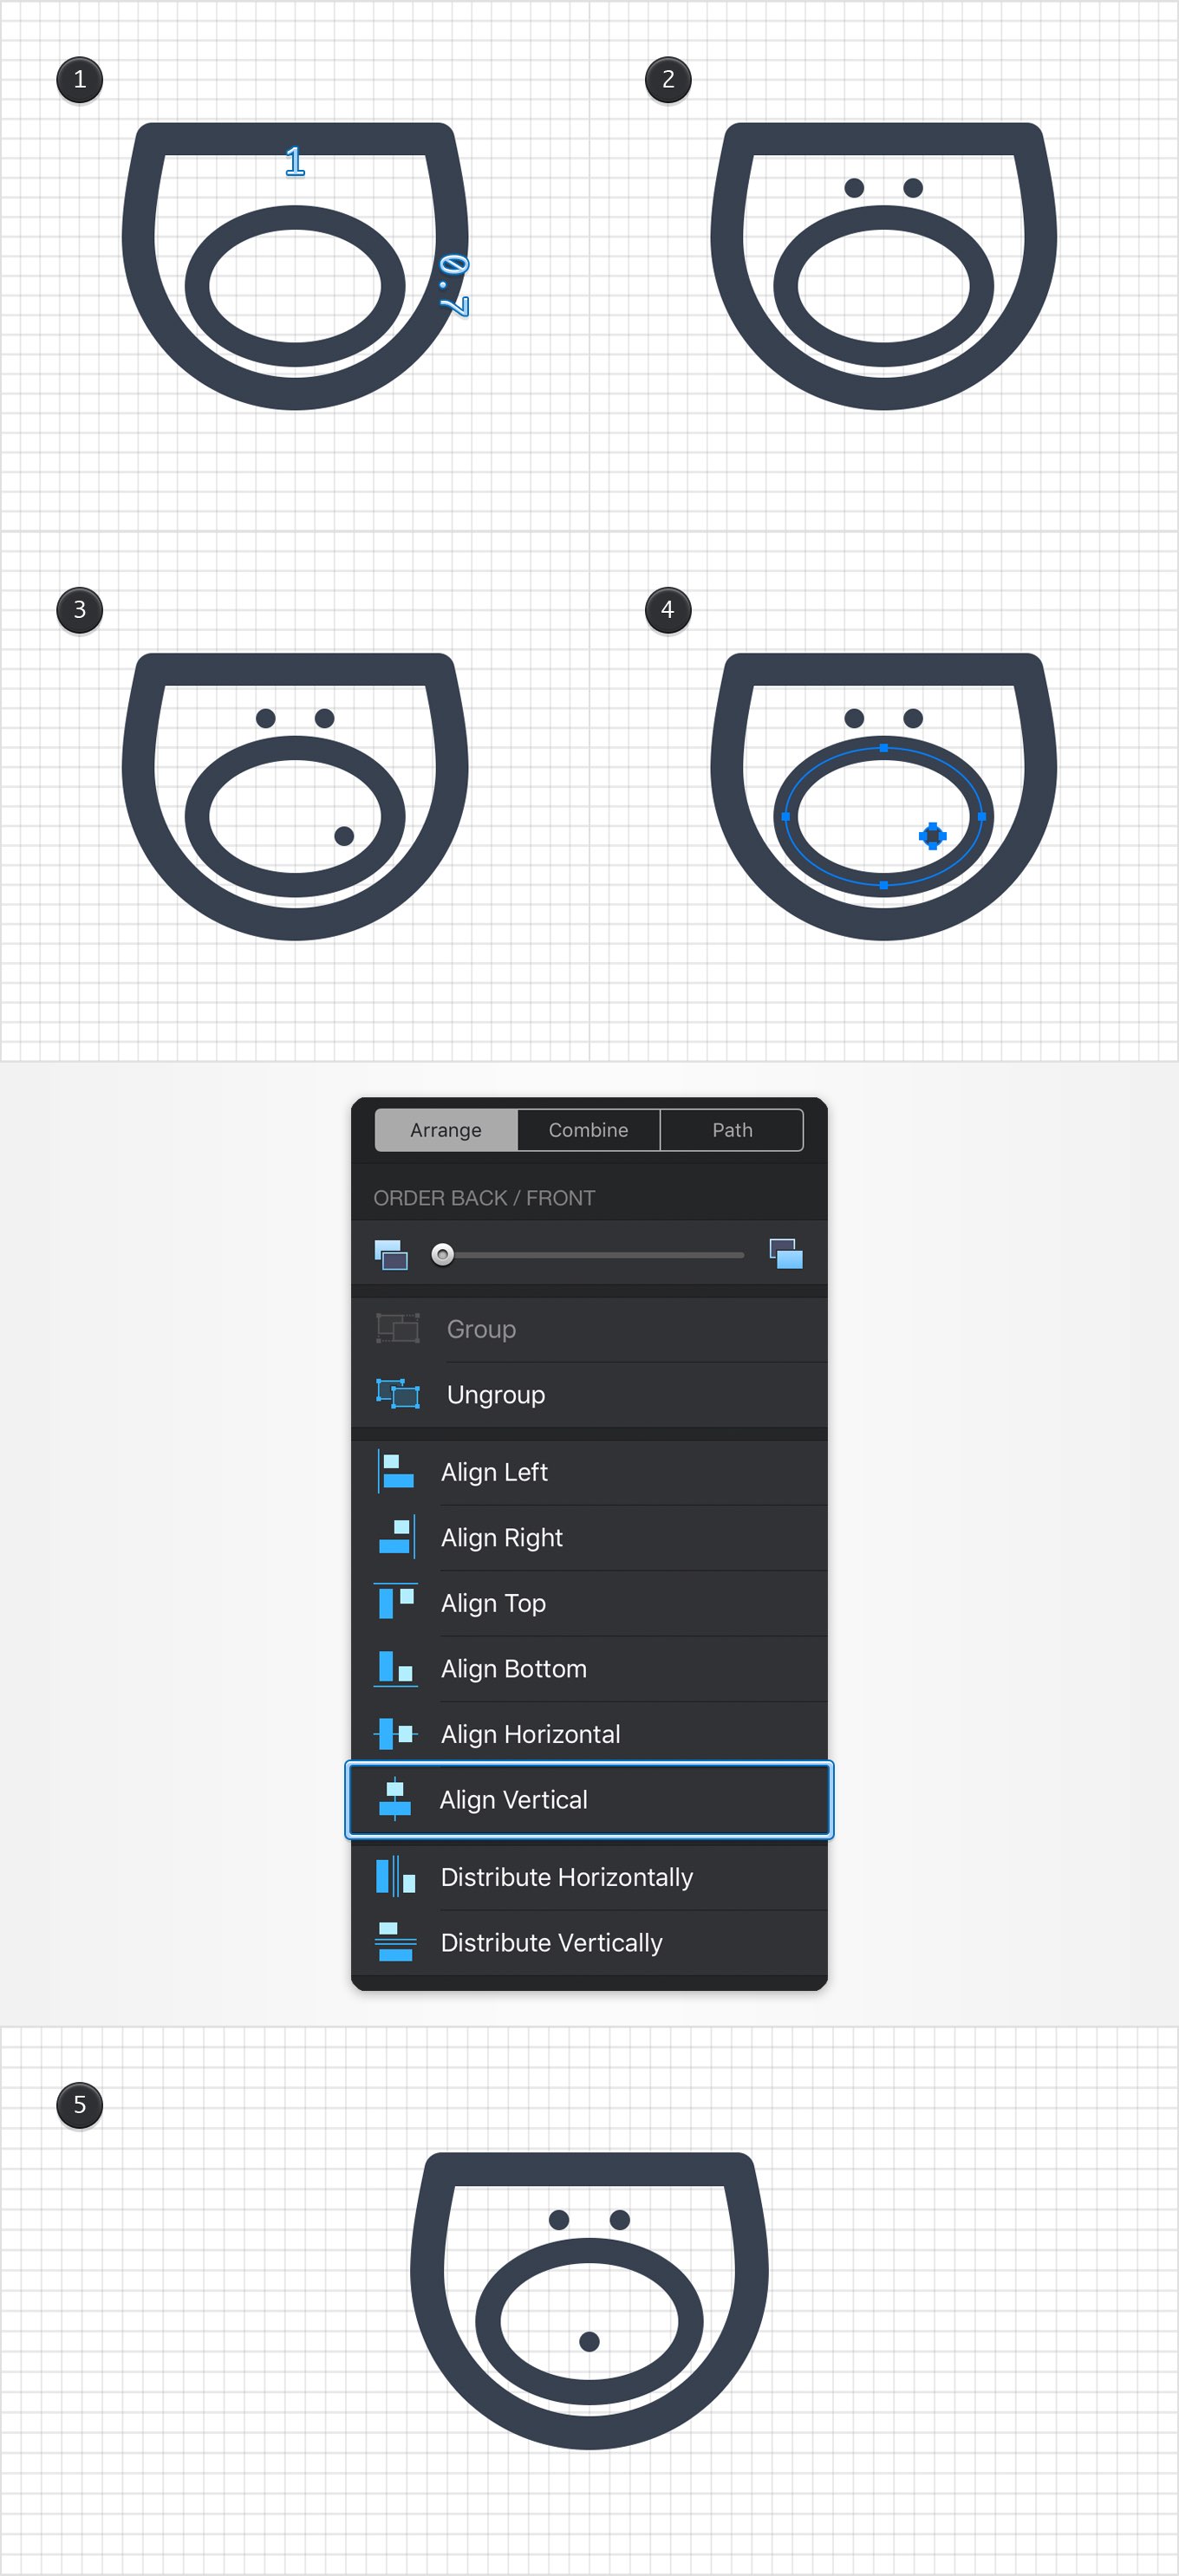 1
2
1
0.7
3
4
Arrange Combine Path
ORDER BACK / FRONT
Group
Ungroup
Align Left
Align Right
Align Top
Align Bottom
Align Horizontal
Align Vertical
Distribute Horizontally
Distribute Vertically
5